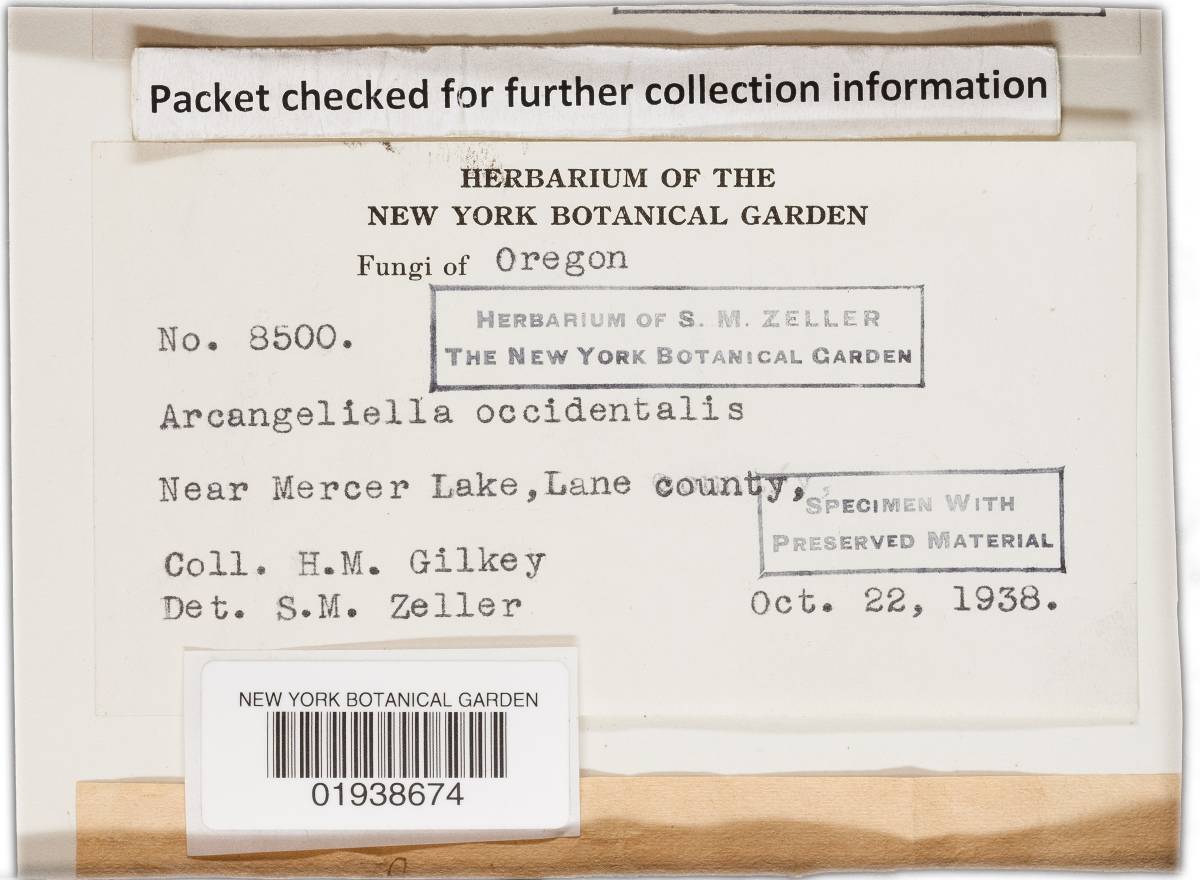 Packet checked for further collection information
HERBARIUM OF THE
NEW YORK BOTANICAL GARDEN
Fungi of Oregon
HERBARIUM OF S. M. ZELLER
THE NEW YORK BOTANICAL GARDEN
No. 8500.
Arcangeliella occidentalis
Near Mercer Lake,Lane county,
SPECIMEN WITH
PRESERVED MATERIAL
Coll. H.M. Gilkey
Det. S.M. Zeller
Oct. 22, 1938.
NEW YORK BOTANICAL GARDEN
01938674